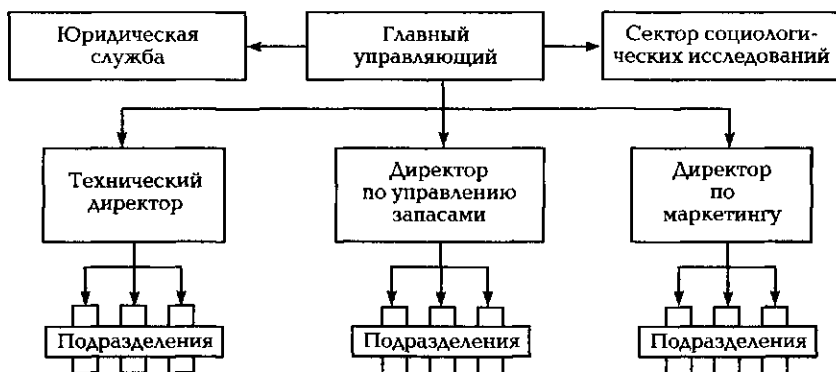 Юридическая
служба
Главный
управляющий
Сектор социологи-
ческих исследований
Технический
директор
Директор
по управлению
запасами
Директор
по
маркетингу
Подразделения
Подразделения
Подразделения